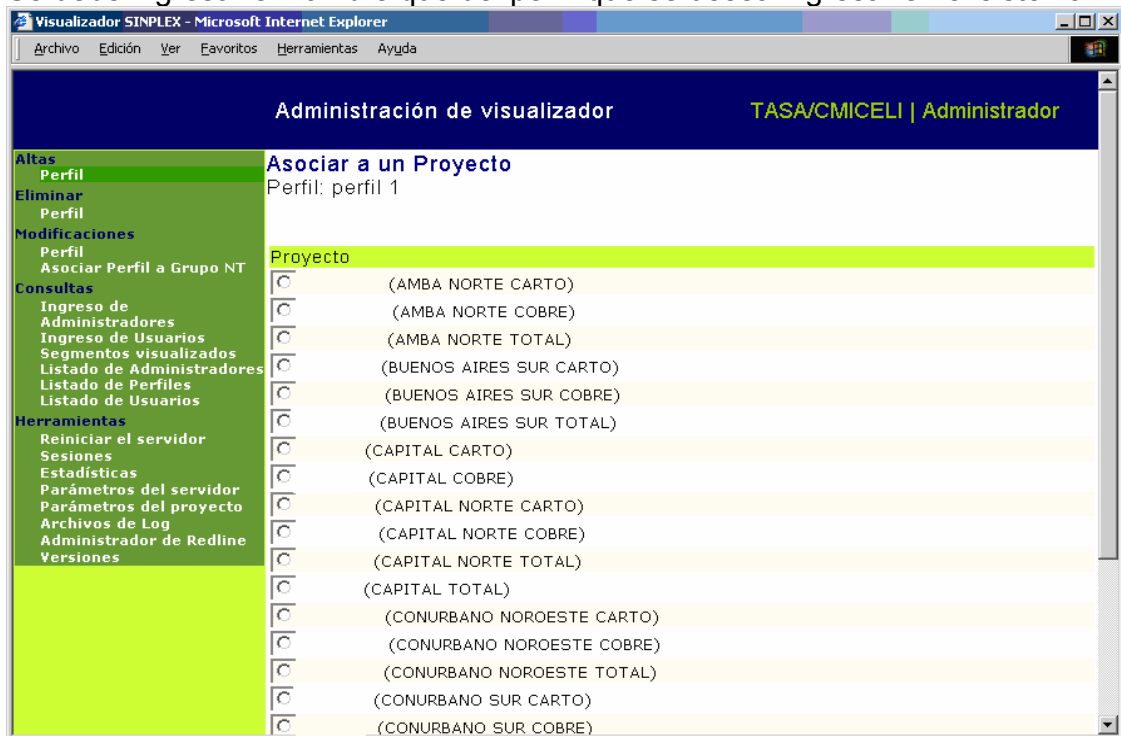 Visualizador SINPLEX - Microsoft Internet Explorer
Archivo Edición Ver Favoritos Herramientas Ayuda
Administración de visualizador TASA/CMICELI | Administrador
Altas
Perfil
Eliminar
Perfil
Modificaciones
Perfil
Asociar Perfil a Grupo NT
Consultas
Ingreso de
Administradores
Ingreso de Usuarios
Segmentos visualizados
Listado de Administradores
Listado de Perfiles
Listado de Usuarios
Herramientas
Reiniciar el servidor
Sesiones
Estadísticas
Parámetros del servidor
Parámetros del proyecto
Archivos de Log
Administrador de Redline
Versiones
Asociar a un Proyecto
Perfil: perfil 1
Proyecto
(AMBA NORTE CARTO)
(AMBA NORTE COBRE)
(AMBA NORTE TOTAL)
(BUENOS AIRES SUR CARTO)
(BUENOS AIRES SUR COBRE)
(BUENOS AIRES SUR TOTAL)
(CAPITAL CARTO)
(CAPITAL COBRE)
(CAPITAL NORTE CARTO)
(CAPITAL NORTE COBRE)
(CAPITAL NORTE TOTAL)
(CAPITAL TOTAL)
(CONURBANO NOROESTE CARTO)
(CONURBANO NOROESTE COBRE)
(CONURBANO NOROESTE TOTAL)
(CONURBANO SUR CARTO)
(CONURBANO SUR COBRE)